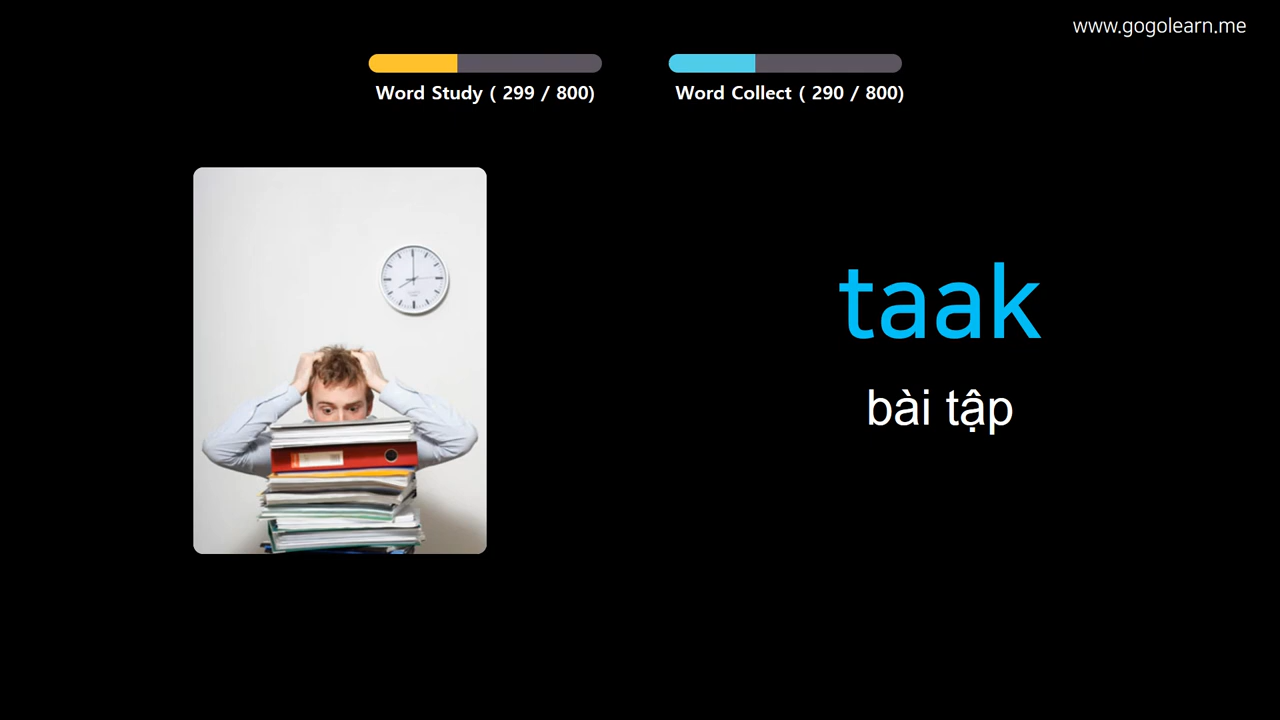 www.gogolearn.me
Word Study ( 299 / 800)
Word Collect ( 290 / 800)
taak
bài tập